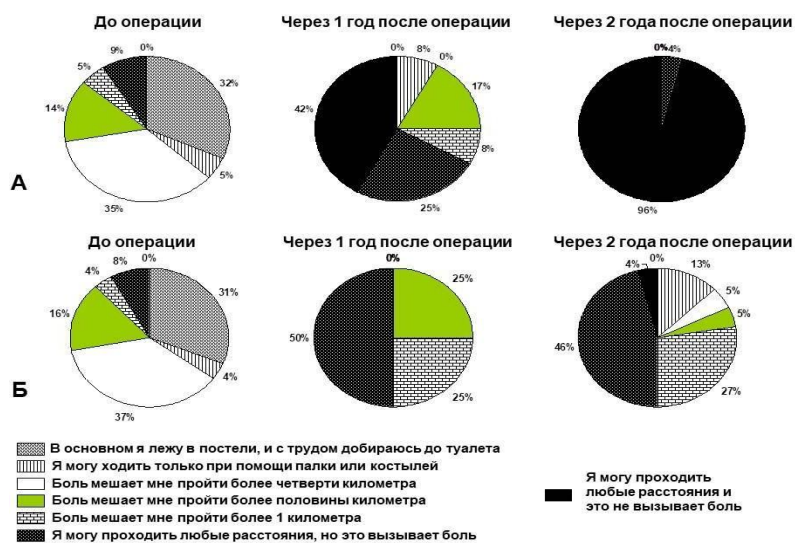 До операции
Через 1 год после операции
Через 2 года после операции
9%
0%
5%
32%
14%
5%
35%
0%
8%
0%
17%
42%
8%
25%
0%
4%
96%
А
До операции
Через 1 год после операции
Через 2 года после операции
8%
0%
4%
31%
16%
4%
37%
0%
25%
50%
25%
4%
0%
13%
5%
5%
46%
27%
Б
В основном я лежу в постели, и с трудом добираюсь до туалета
Я могу ходить только при помощи палки или костылей
Боль мешает мне пройти более четверти километра
Боль мешает мне пройти более половины километра
Боль мешает мне пройти более 1 километра
Я могу проходить любые расстояния, но это вызывает боль
Я могу проходить
любые расстояния и
это не вызывает боль